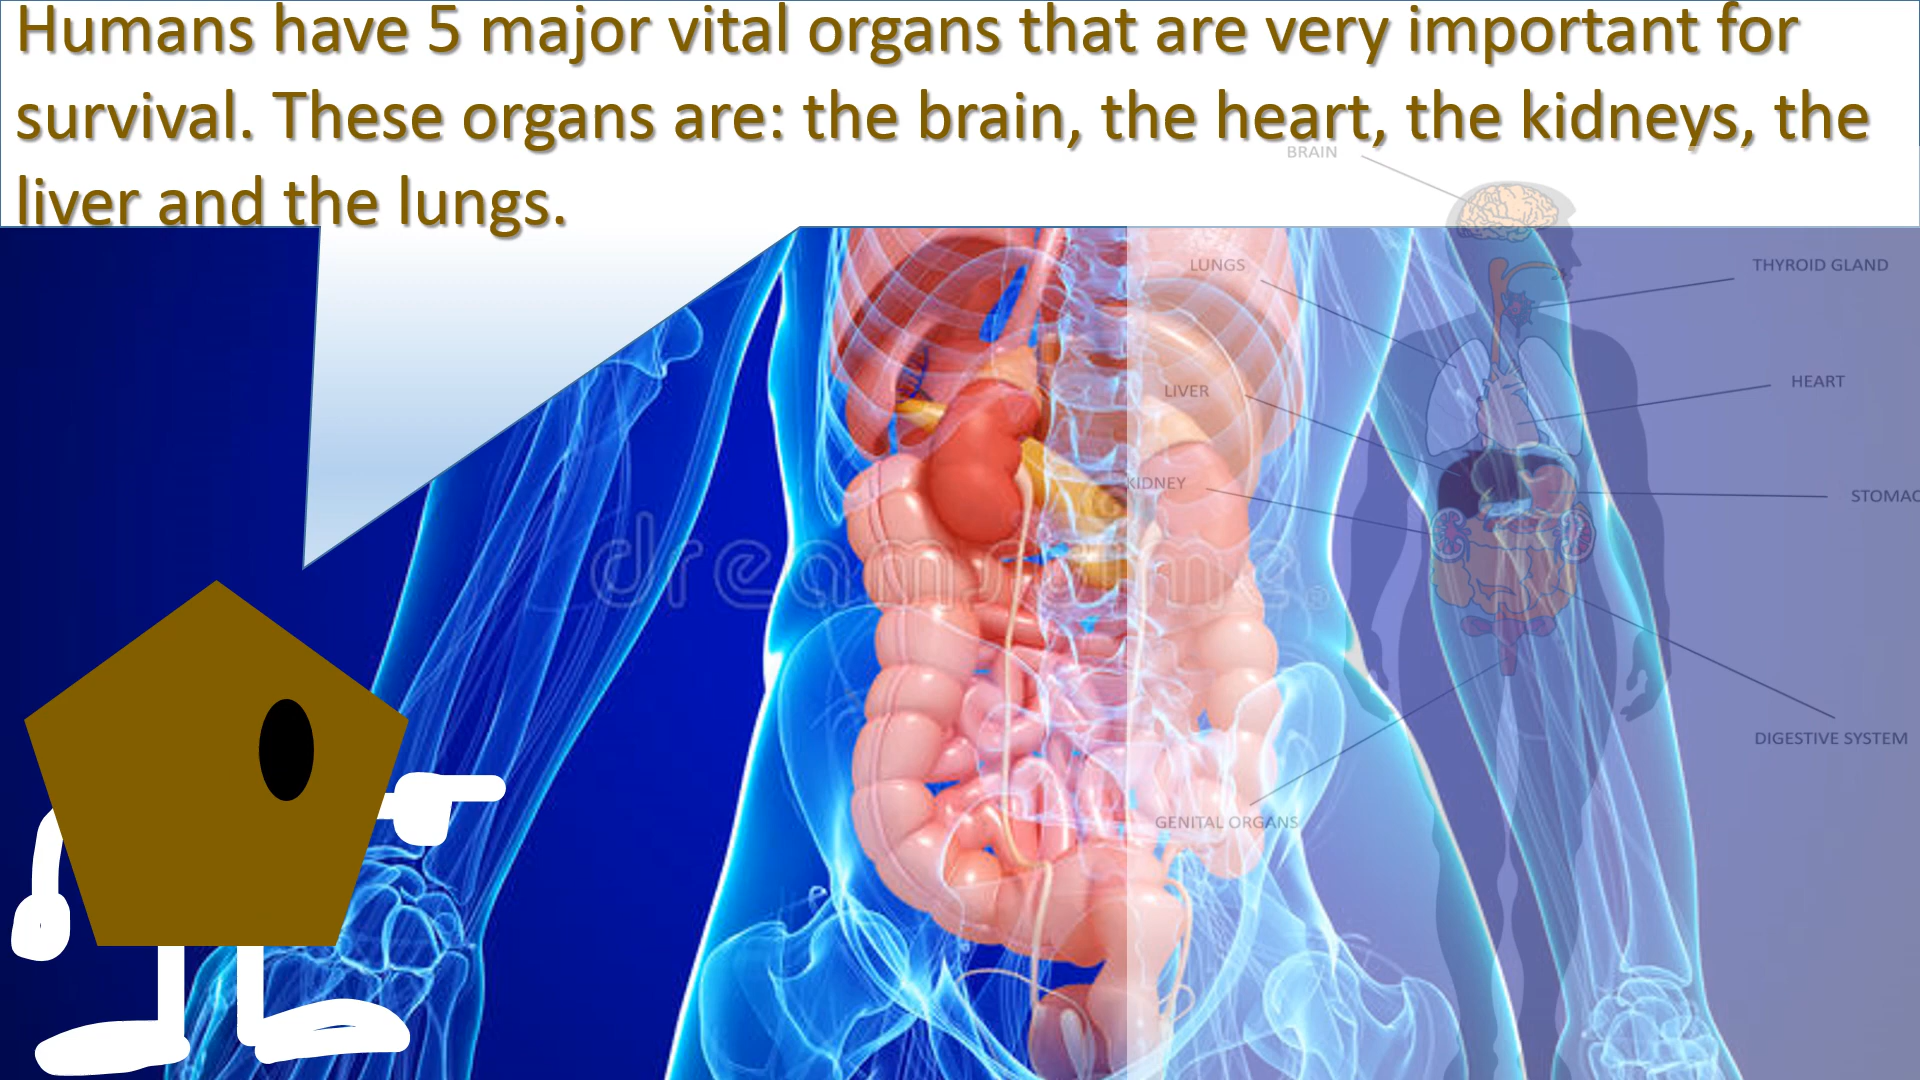 Humans have 5 major vital organs that are very important for
survival. These organs are: the brain, the heart, the kidneys, the
liver and the lungs.
BRAIN
LUNGS
THYROID GLAND
HEART
LIVER
KIDNEY
STOMAC
dreamstime.
DIGESTIVE SYSTEM
GENITAL ORGANS